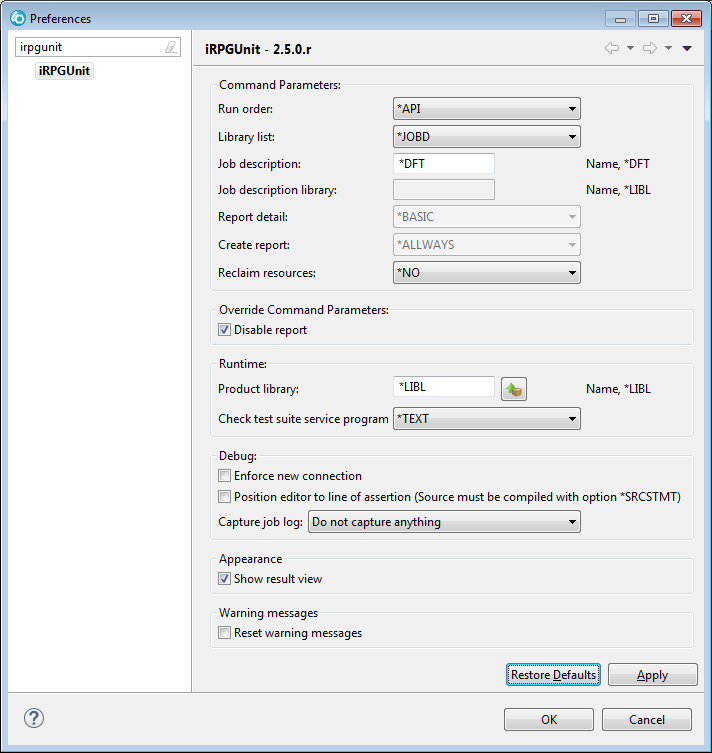 Preferences
irpgunit
iRPGUnit
iRPGUnit - 2.5.0.r
Command Parameters:
Run order: *API
Library list: *JOBD
Job description: *DFT Name, *DFT
Job description library: Name, *LIBL
Report detail: *BASIC
Create report: *ALLWAYS
Reclaim resources: *NO
Override Command Parameters:
Disable report
Runtime:
Product library: *LIBL Name, *LIBL
Check test suite service program *TEXT
Debug:
Enforce new connection
Position editor to line of assertion (Source must be compiled with option *SRCSTMT)
Capture job log: Do not capture anything
Appearance
Show result view
Warning messages
Reset warning messages
Restore Defaults Apply
? OK Cancel